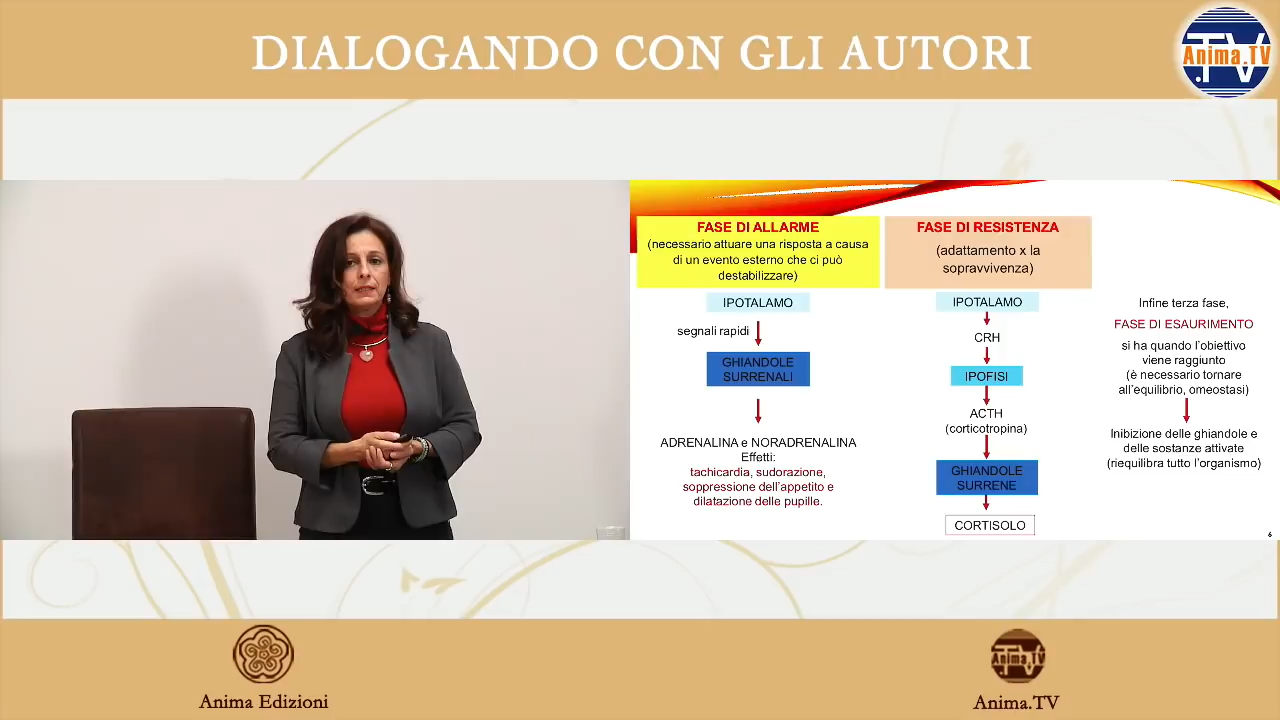 DIALOGANDO CON GLI AUTORI
Anima.TV
FASE DI ALLARME
(necessario attuare una risposta a causa
di un evento esterno che ci può
destabilizzare)
IPOTALAMO
segnali rapidi
GHIANDOLE
SURRENALI
ADRENALINA e NORADRENALINA
Effetti:
tachicardia, sudorazione,
soppressione dell'appetito e
dilatazione delle pupille.
FASE DI RESISTENZA
(adattamento x la
sopravvivenza)
IPOTALAMO
CRH
IPOFISI
ACTH
(corticotropina)
GHIANDOLE
SURRENE
CORTISOLO
Infine terza fase,
FASE DI ESAURIMENTO
si ha quando l'obiettivo
viene raggiunto
(è necessario tornare
all'equilibrio, omeostasi)
Inibizione delle ghiandole e
delle sostanze attivate
(riequilibra tutto l'organismo)
6
Anima Edizioni
Anima.TV
Anima.TV